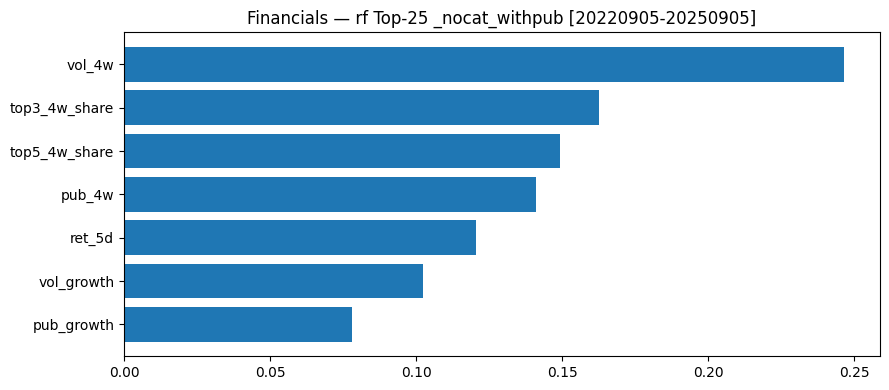 Financials — rf Top-25 _nocat_withpub [20220905-20250905]
vol_4w
top3_4w_share
top5_4w_share
pub_4w
ret_5d
vol_growth
pub_growth
0.00 0.05 0.10 0.15 0.20 0.25